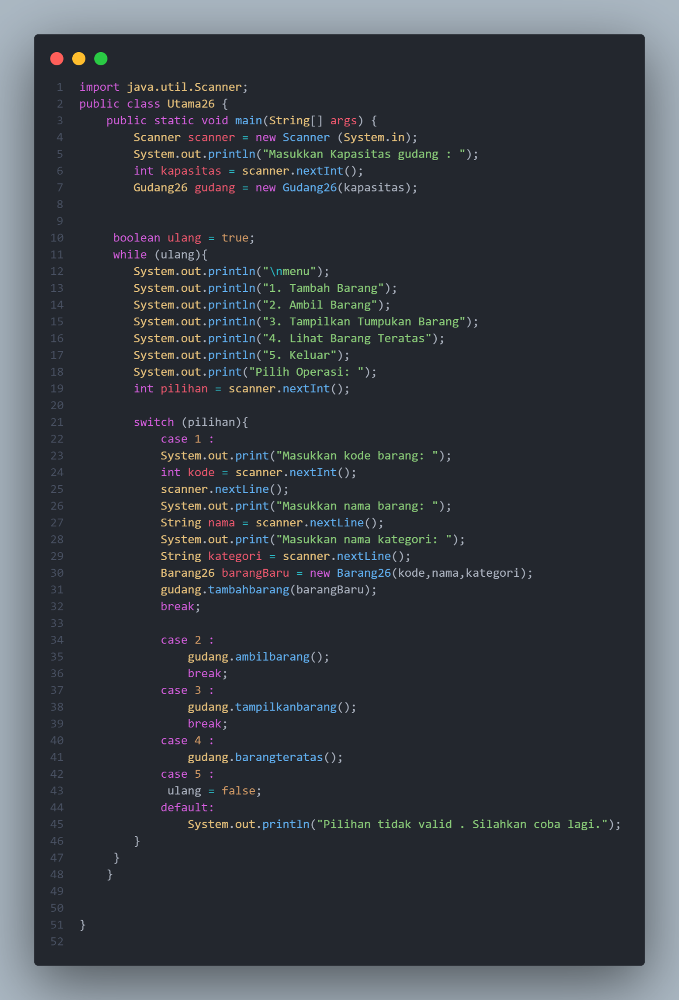 1 import java.util.Scanner;
2 public class Utama26 {
3     public static void main(String[] args) {
4         Scanner scanner = new Scanner (System.in);
5         System.out.println("Masukkan Kapasitas gudang : ");
6         int kapasitas = scanner.nextInt();
7         Gudang26 gudang = new Gudang26(kapasitas);
8
9
10      boolean ulang = true;
11      while (ulang){
12         System.out.println("\nmenu");
13         System.out.println("1. Tambah Barang");
14         System.out.println("2. Ambil Barang");
15         System.out.println("3. Tampilkan Tumpukan Barang");
16         System.out.println("4. Lihat Barang Teratas");
17         System.out.println("5. Keluar");
18         System.out.print("Pilih Operasi: ");
19         int pilihan = scanner.nextInt();
20
21         switch (pilihan){
22             case 1 :
23             System.out.print("Masukkan kode barang: ");
24             int kode = scanner.nextInt();
25             scanner.nextLine();
26             System.out.print("Masukkan nama barang: ");
27             String nama = scanner.nextLine();
28             System.out.print("Masukkan nama kategori: ");
29             String kategori = scanner.nextLine();
30             Barang26 barangBaru = new Barang26(kode,nama,kategori);
31             gudang.tambahbarang(barangBaru);
32             break;
33
34             case 2 :
35                 gudang.ambilbarang();
36                 break;
37             case 3 :
38                 gudang.tampilkanbarang();
39                 break;
40             case 4 :
41                 gudang.barangteratas();
42             case 5 :
43              ulang = false;
44             default:
45                 System.out.println("Pilihan tidak valid . Silahkan coba lagi.");
46         }
47      }
48     }
49
50
51 }
52